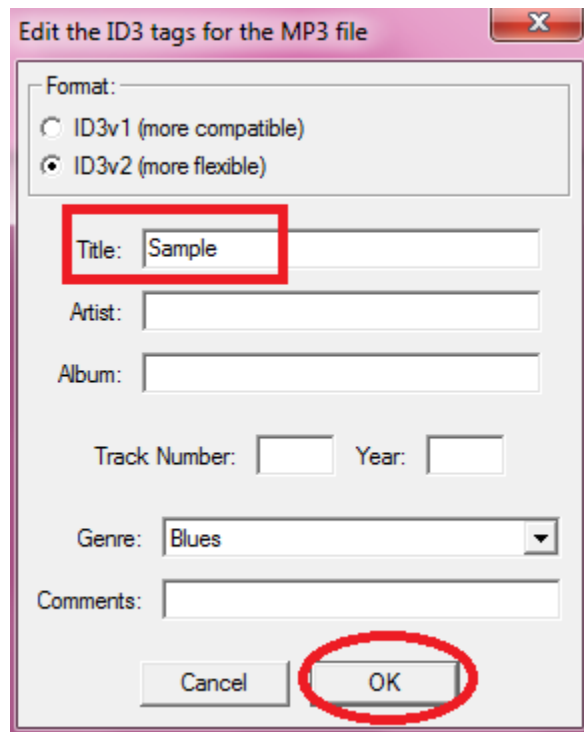 Edit the ID3 tags for the MP3 file
Format:
ID3v1 (more compatible)
ID3v2 (more flexible)
Title: Sample
Artist:
Album:
Track Number: Year:
Genre: Blues
Comments:
Cancel OK